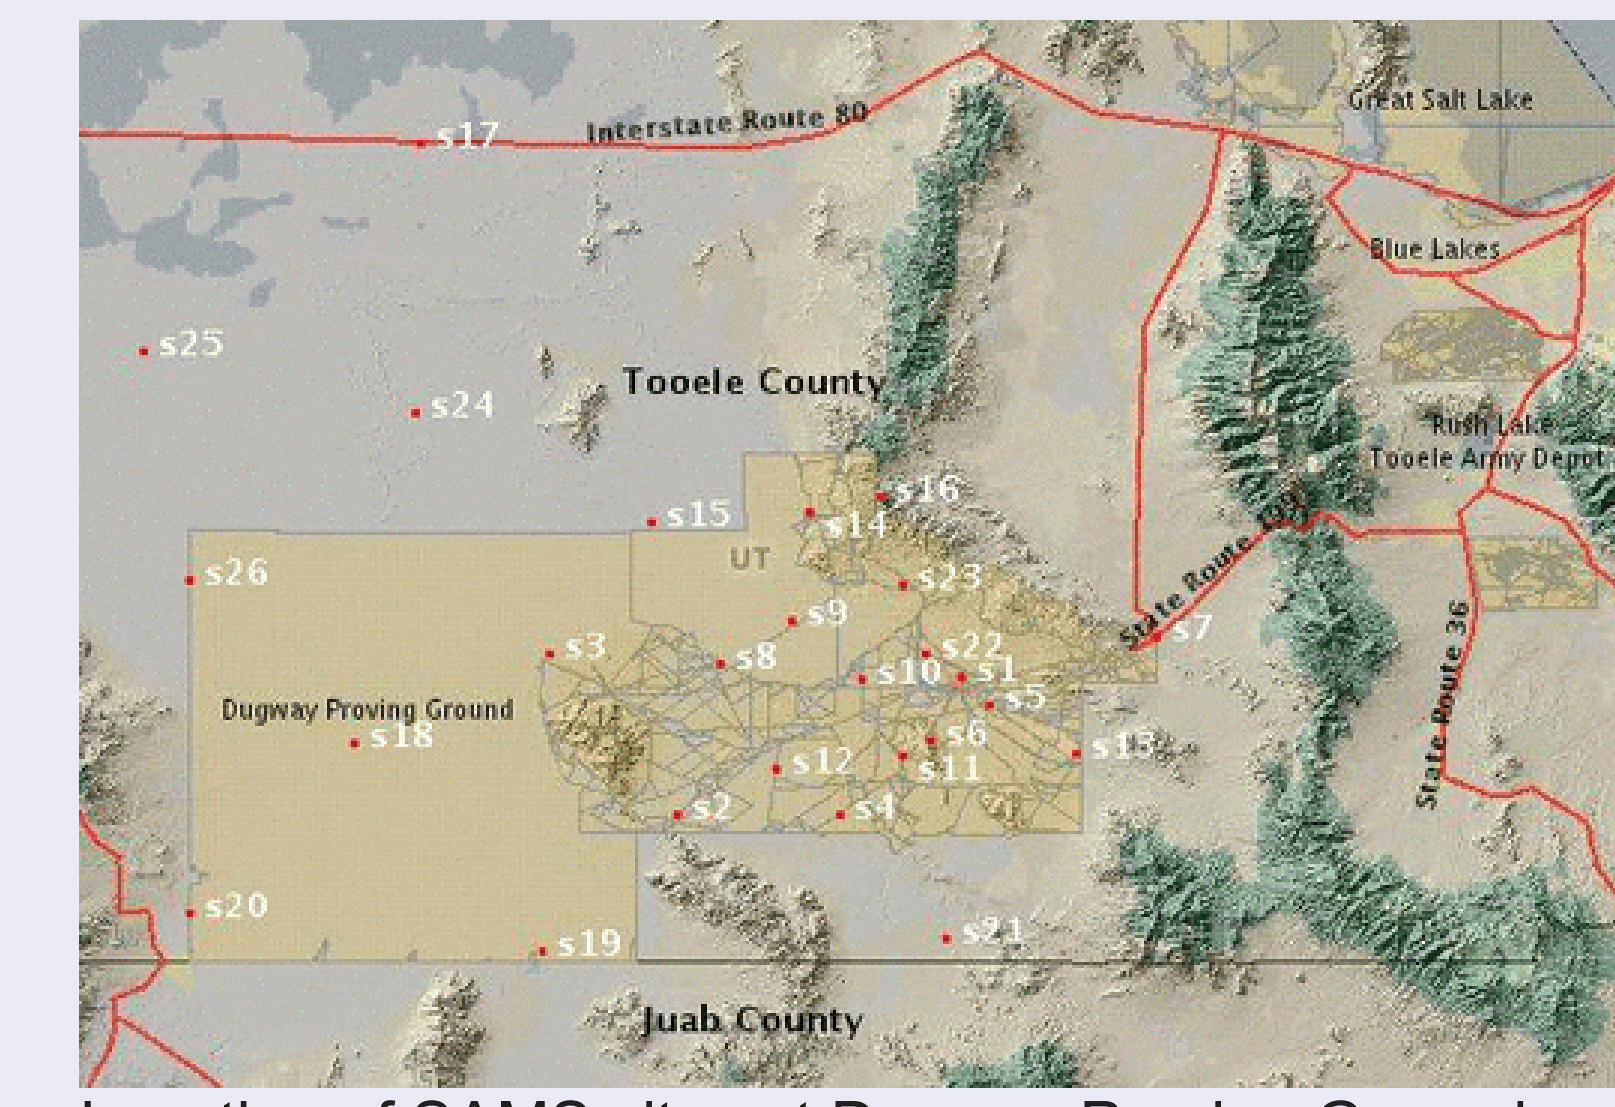 Great Salt Lake
Interstate Route 80
s17
Blue Lakes
s25
Tooele County
s24
Rush Lake
Tooele Army Depot
s16
s15
s14
UT
s26
s23
State Route 199
s9
s7
s3
s22
s8
s10
s1
State Route 36
s5
Dugway Proving Ground
s18
s6
s13
s12
s11
s2
s4
s20
s21
s19
Juab County